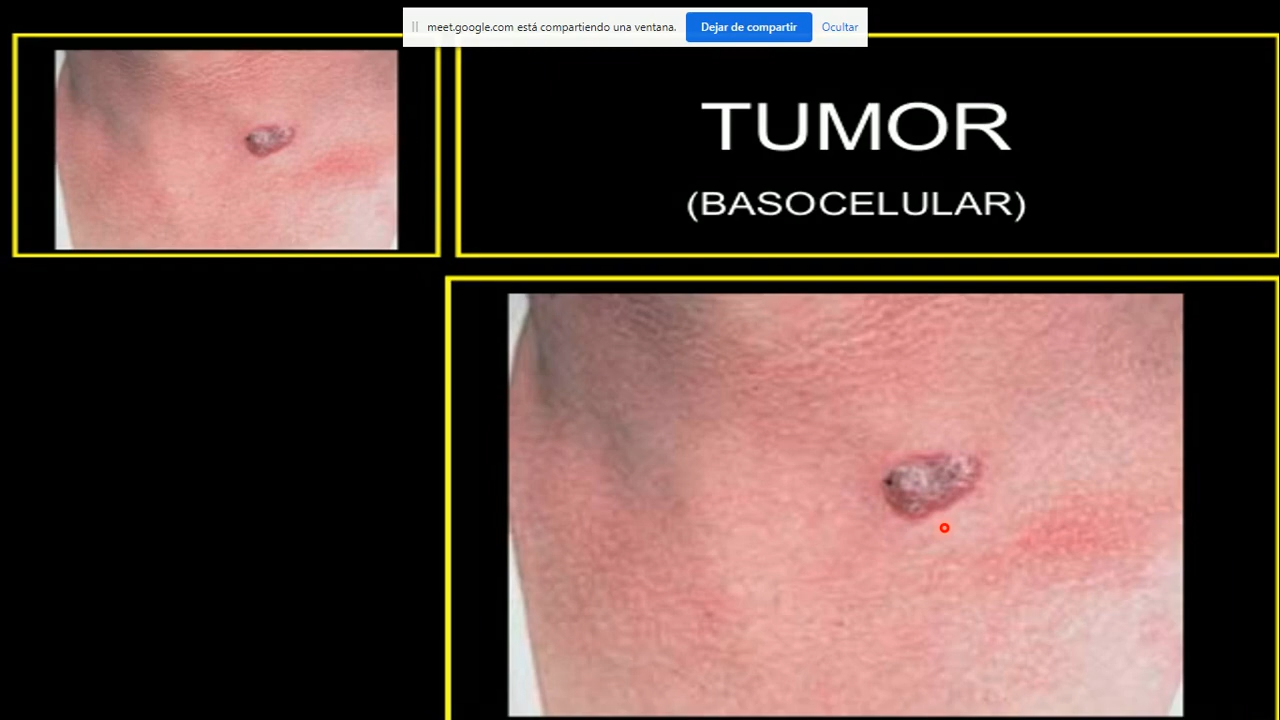 meet.google.com está compartiendo una ventana. Dejar de compartir Ocultar
TUMOR
(BASOCELULAR)